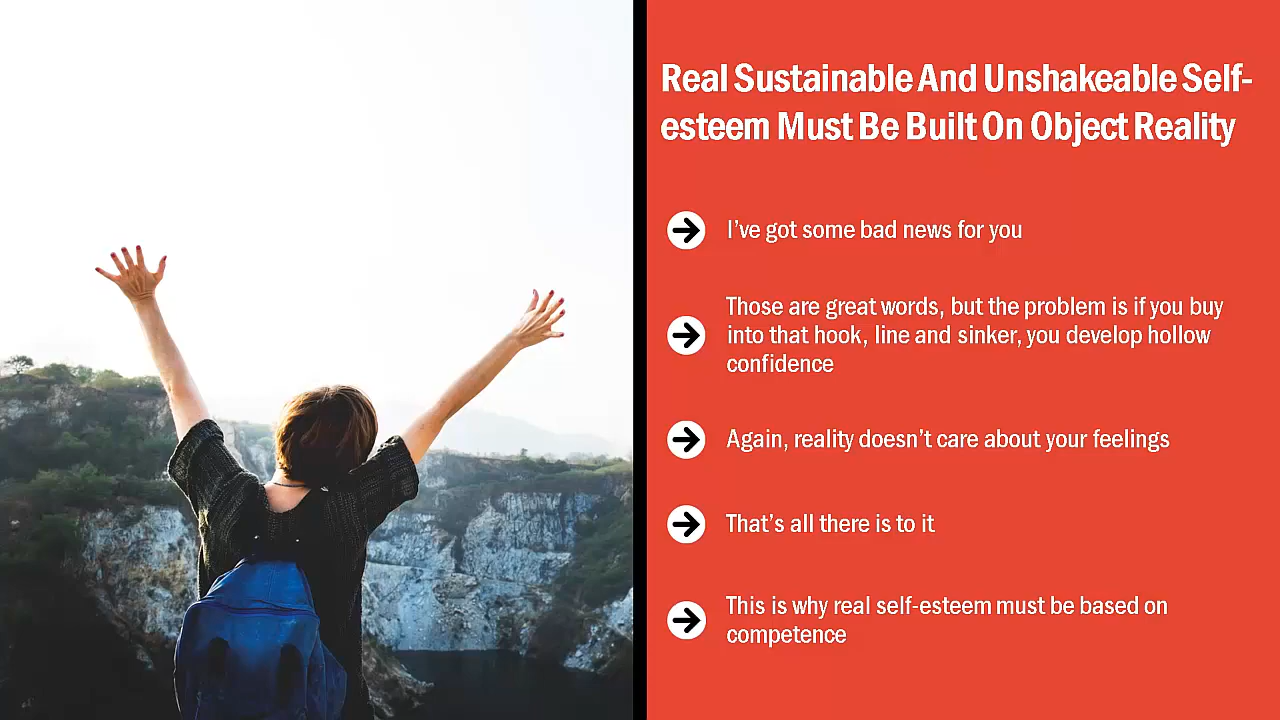 Real Sustainable And Unshakeable Self-
esteem Must Be Built On Object Reality
I've got some bad news for you
Those are great words, but the problem is if you buy
into that hook, line and sinker, you develop hollow
confidence
Again, reality doesn't care about your feelings
That's all there is to it
This is why real self-esteem must be based on
competence